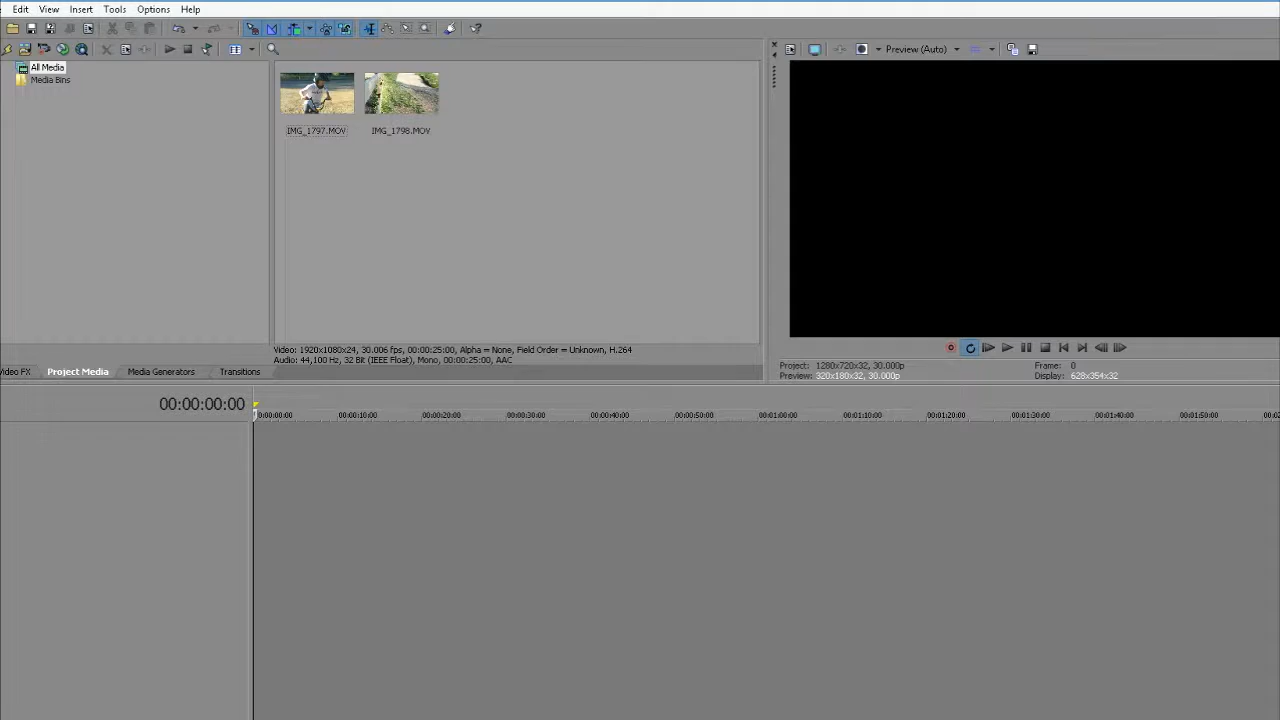 Edit View Insert Tools Options Help
Preview (Auto)
All Media
Media Bins
IMG_1797.MOV IMG_1798.MOV
Video: 1920x1080x24, 30.006 fps, 00:00:25:00, Alpha = None, Field Order = Unknown, H.264
Audio: 44,100 Hz, 32 Bit (IEEE Float), Mono, 00:00:25:00, AAC
Project: 1280x720x32, 30.000p Frame: 0
Preview: 320x180x32, 30.000p Display: 628x354x32
Video FX Project Media Media Generators Transitions
00:00:00:00
00:00:00:00 00:00:10:00 00:00:20:00 00:00:30:00 00:00:40:00 00:00:50:00 00:01:00:00 00:01:10:00 00:01:20:00 00:01:30:00 00:01:40:00 00:01:50:00 00:0